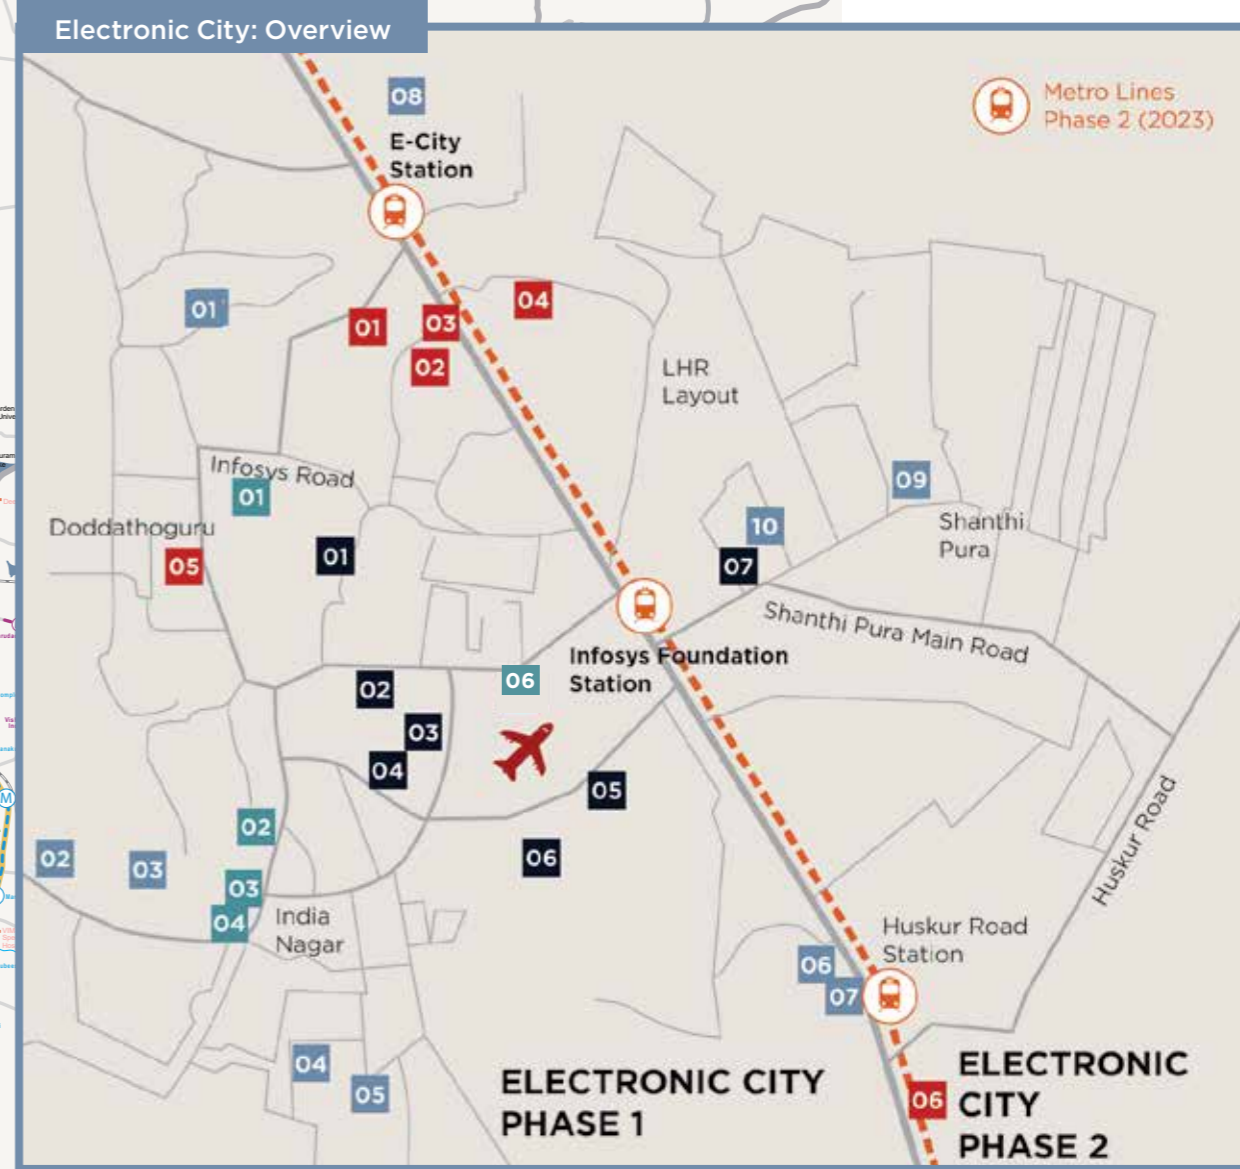 Electronic City: Overview
08
Metro Lines
Phase 2 (2023)
E-City
Station
01
04
01
03
02
LHR
Layout
Infosys Road
01
09
Doddathoguru
10
Shanthi
Pura
01
05
07
Shanthi Pura Main Road
Infosys Foundation
Station
06
02
03
04
05
Huskur Road
02
02
03
06
03
04
India
Nagar
Huskur Road
Station
06
07
04
05
ELECTRONIC CITY
PHASE 1
ELECTRONIC
CITY
PHASE 2
06
M